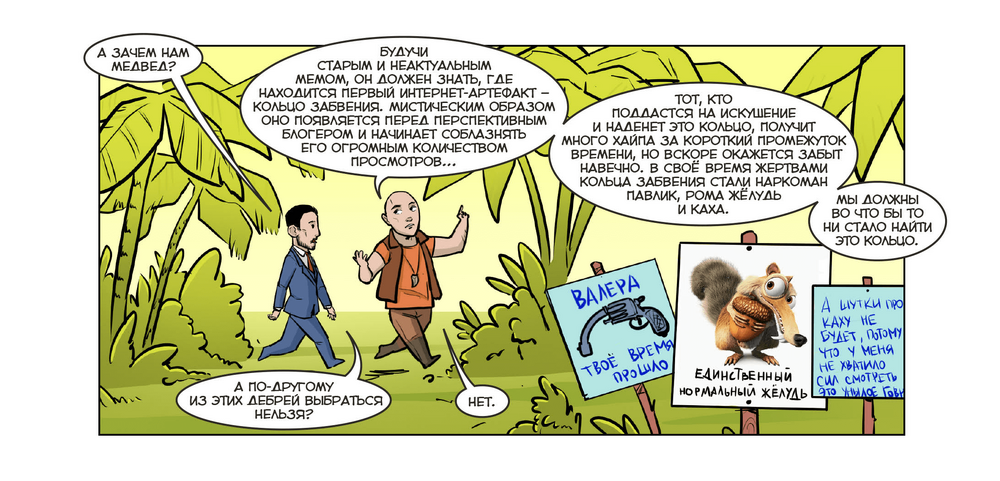 А ЗАЧЕМ НАМ
МЕДВЕД?
БУДУЧИ
СТАРЫМ И НЕАКТУАЛЬНЫМ
МЕМОМ, ОН ДОЛЖЕН ЗНАТЬ, ГДЕ
НАХОДИТСЯ ПЕРВЫЙ ИНТЕРНЕТ-АРТЕФАКТ –
КОЛЬЦО ЗАБВЕНИЯ. МИСТИЧЕСКИМ ОБРАЗОМ
ОНО ПОЯВЛЯЕТСЯ ПЕРЕД ПЕРСПЕКТИВНЫМ
БЛОГЕРОМ И НАЧИНАЕТ СОБЛАЗНЯТЬ
ЕГО ОГРОМНЫМ КОЛИЧЕСТВОМ
ПРОСМОТРОВ...
ТОТ, КТО
ПОДДАСТСЯ НА ИСКУШЕНИЕ
И НАДЕНЕТ ЭТО КОЛЬЦО, ПОЛУЧИТ
МНОГО ХАЙПА ЗА КОРОТКИЙ ПРОМЕЖУТОК
ВРЕМЕНИ, НО ВСКОРЕ ОКАЖЕТСЯ ЗАБЫТ
НАВЕЧНО. В СВОЁ ВРЕМЯ ЖЕРТВАМИ
КОЛЬЦА ЗАБВЕНИЯ СТАЛИ НАРКОМАН
ПАВЛИК, РОМА ЖЁЛУДЬ
И КАХА.
МЫ ДОЛЖНЫ
ВО ЧТО БЫ ТО
НИ СТАЛО НАЙТИ
ЭТО КОЛЬЦО.
А ПО-ДРУГОМУ
ИЗ ЭТИХ ДЕБРЕЙ ВЫБРАТЬСЯ
НЕЛЬЗЯ?
НЕТ.
ВАЛЕРА
ТВОЁ ВРЕМЯ
ПРОШЛО
ЕДИНСТВЕННЫЙ
НОРМАЛЬНЫЙ ЖЁЛУДЬ
А ШУТКИ ПРО
КАХУ НЕ
БУДЕТ, ПОТОМУ
ЧТО У МЕНЯ
НЕ ХВАТИЛО
СИЛ СМОТРЕТЬ
ЭТО УНЫЛОЕ